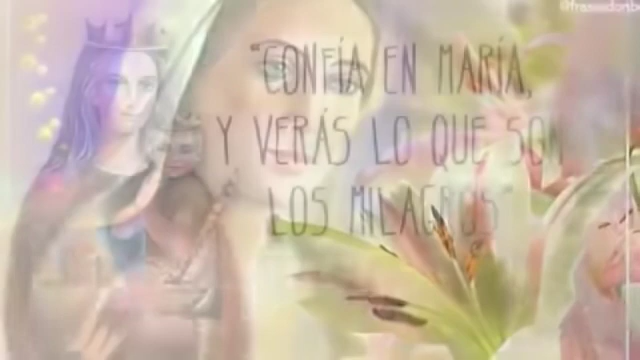 "CONFÍA EN MARÍA,
Y VERÁS LO QUE SON
LOS MILAGROS"